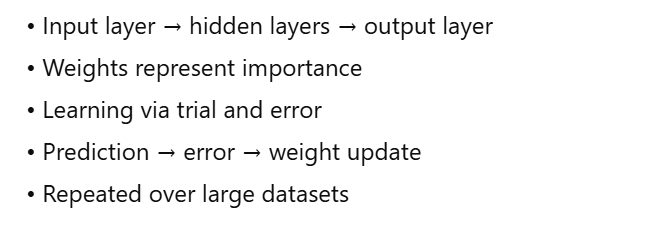 • Input layer → hidden layers → output layer
• Weights represent importance
• Learning via trial and error
• Prediction → error → weight update
• Repeated over large datasets